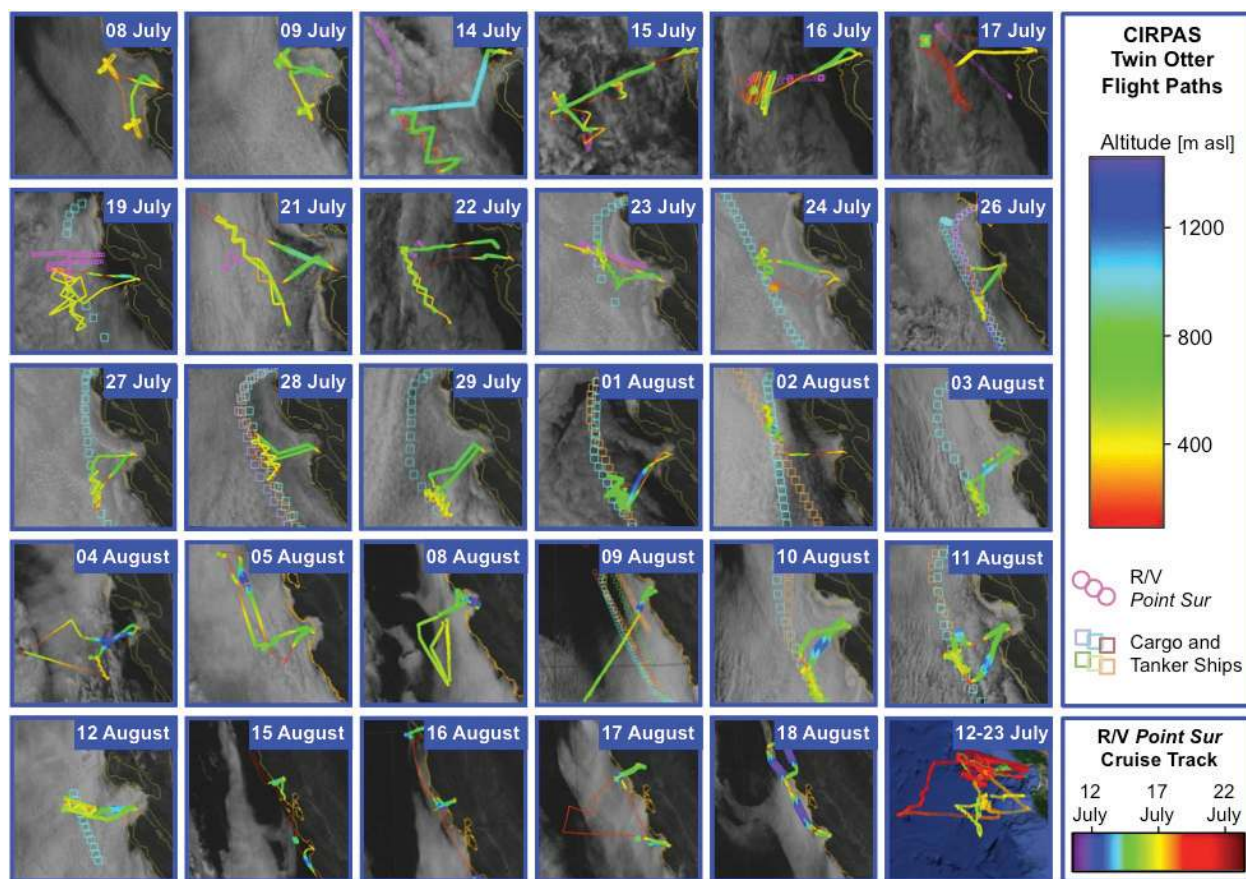 08 July
09 July
14 July
15 July
16 July
17 July
19 July
21 July
22 July
23 July
24 July
26 July
27 July
28 July
29 July
01 August
02 August
03 August
04 August
05 August
08 August
09 August
10 August
11 August
12 August
15 August
16 August
17 August
18 August
12-23 July
CIRPAS
Twin Otter
Flight Paths
Altitude [m asl]
1200
800
400
R/V
Point Sur
Cargo and
Tanker Ships
R/V Point Sur
Cruise Track
12 17 22
July July July